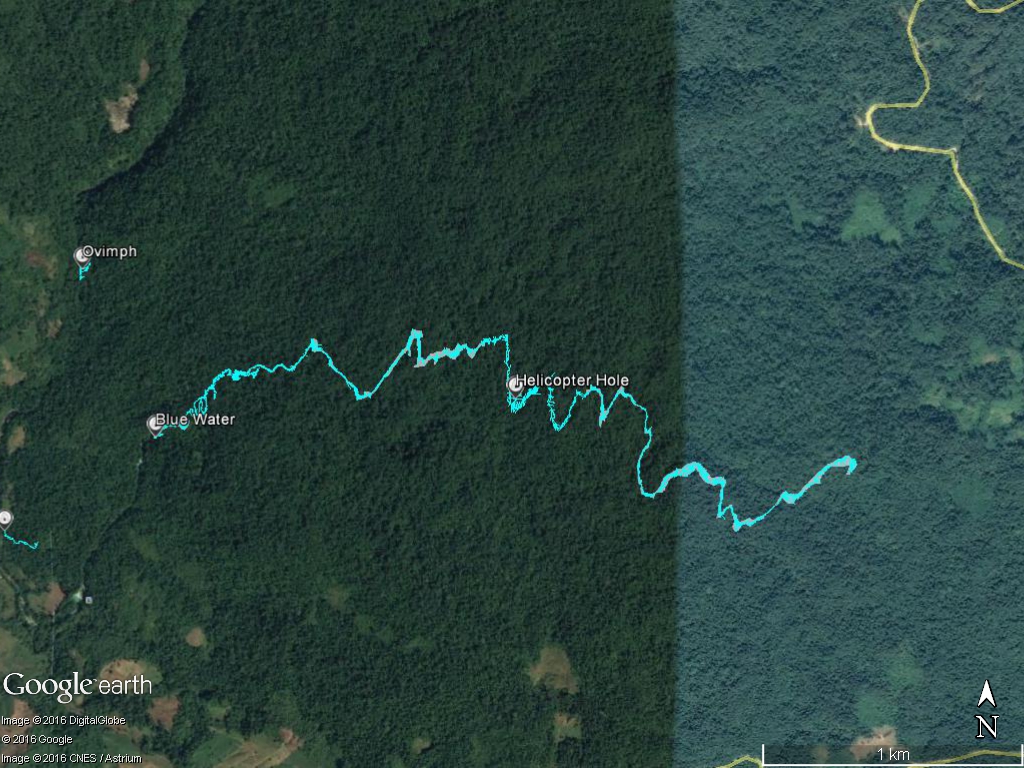 Ovimph
Helicopter Hole
Blue Water
Google earth
Image © 2016 DigitalGlobe
© 2016 Google
Image © 2016 CNES / Astrium
N
1 km